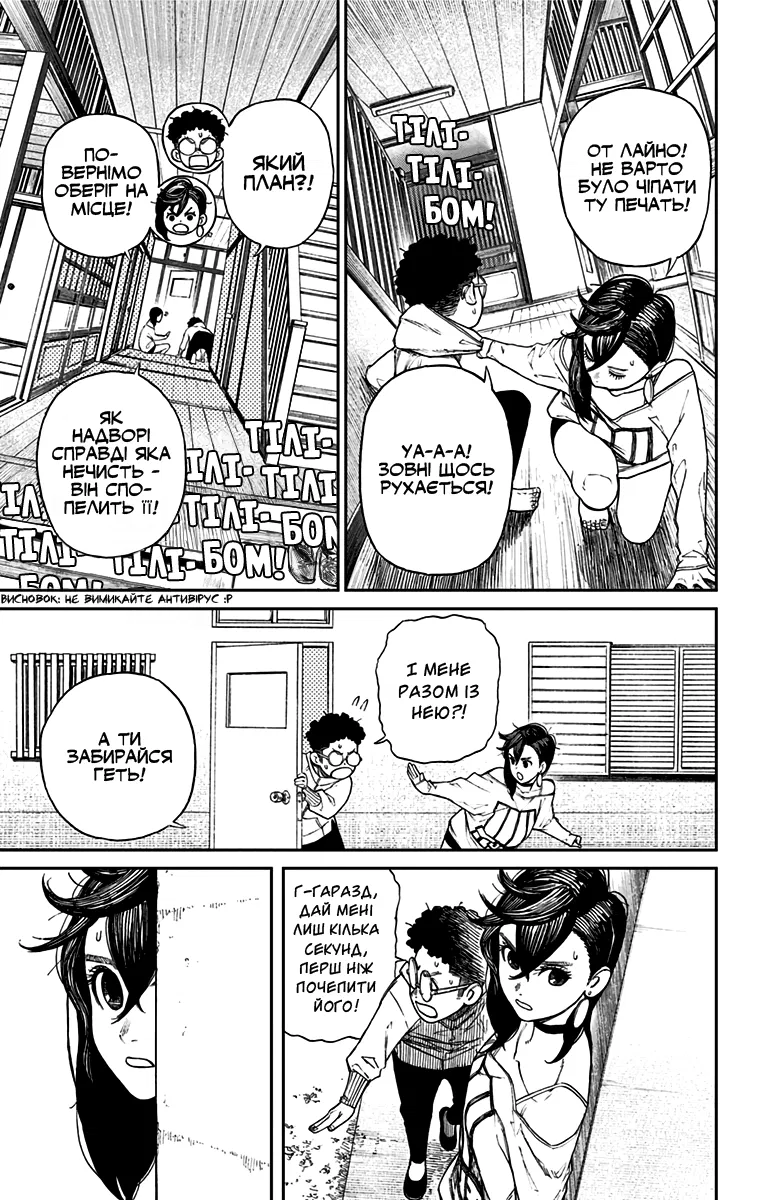 ОТ ЛАЙНО!
НЕ ВАРТО
БУЛО ЧІПАТИ
ТУ ПЕЧАТЬ!
ТІЛІ-
ТІЛІ-
БОМ!
УА-А-А!
ЗОВНІ ЩОСЬ
РУХАЄТЬСЯ!
ЯКИЙ
ПЛАН?!
ПО-
ВЕРНІМО
ОБЕРІГ НА
МІСЦЕ!
ЯК
НАДВОРІ
СПРАВДІ ЯКА
НЕЧИСТЬ -
ВІН СПО-
ПЕЛИТЬ ЇЇ!
ТІЛІ-
ТІЛІ-
БОМ!
ТІЛІ-
ТІЛІ-
БОМ!
ТІЛІ-
ТІЛІ-
БОМ!
ВИСНОВОК: НЕ ВИМИКАЙТЕ АНТИВІРУС :P
І МЕНЕ
РАЗОМ ІЗ
НЕЮ?!
А ТИ
ЗАБИРАЙСЯ
ГЕТЬ!
Г-ГАРАЗД,
ДАЙ МЕНІ
ЛИШ КІЛЬКА
СЕКУНД,
ПЕРШ НІЖ
ПОЧЕПИТИ
ЙОГО!